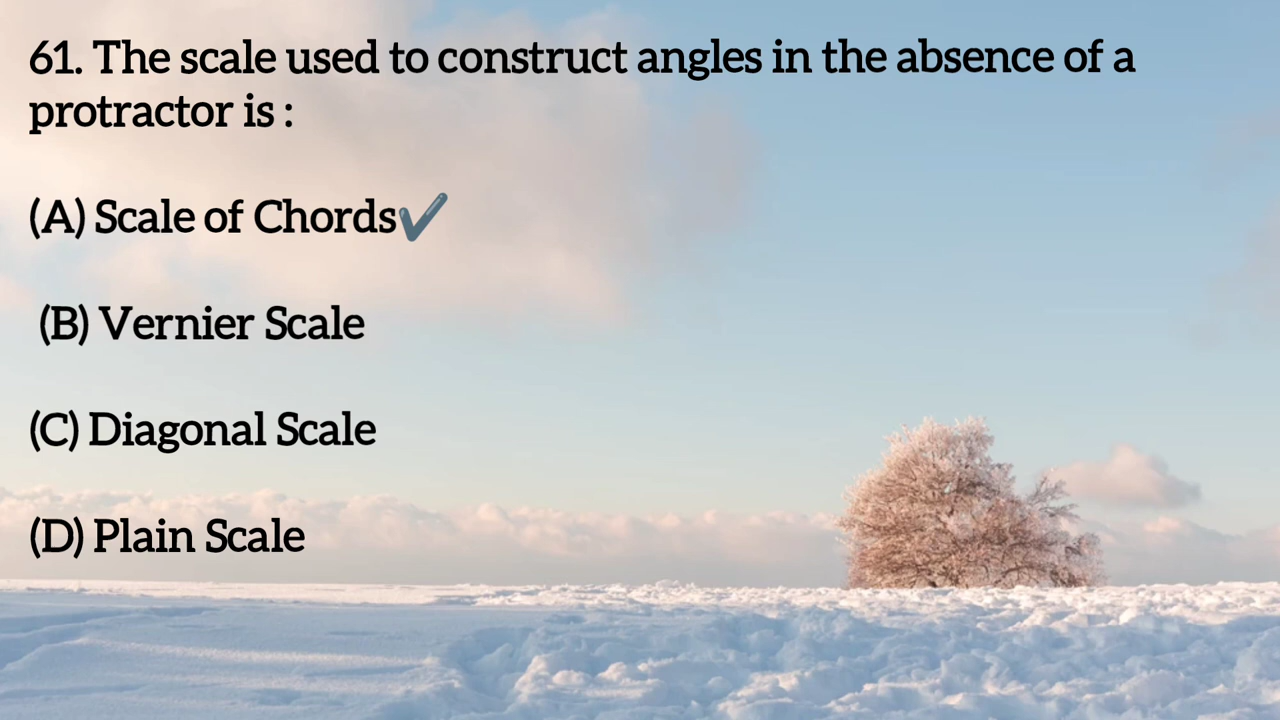 61. The scale used to construct angles in the absence of a
protractor is :
(A) Scale of Chords✔
(B) Vernier Scale
(C) Diagonal Scale
(D) Plain Scale